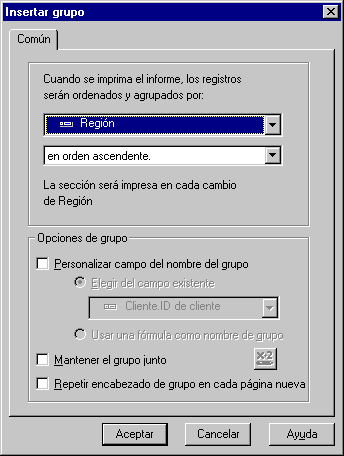 Insertar grupo
Común
Cuando se imprima el informe, los registros
serán ordenados y agrupados por:
Región
en orden ascendente.
La sección será impresa en cada cambio
de Región
Opciones de grupo
Personalizar campo del nombre del grupo
Elegir del campo existente
Cliente.ID de cliente
Usar una fórmula como nombre de grupo
Mantener el grupo junto
X·2
Repetir encabezado de grupo en cada página nueva
Aceptar
Cancelar
Ayuda